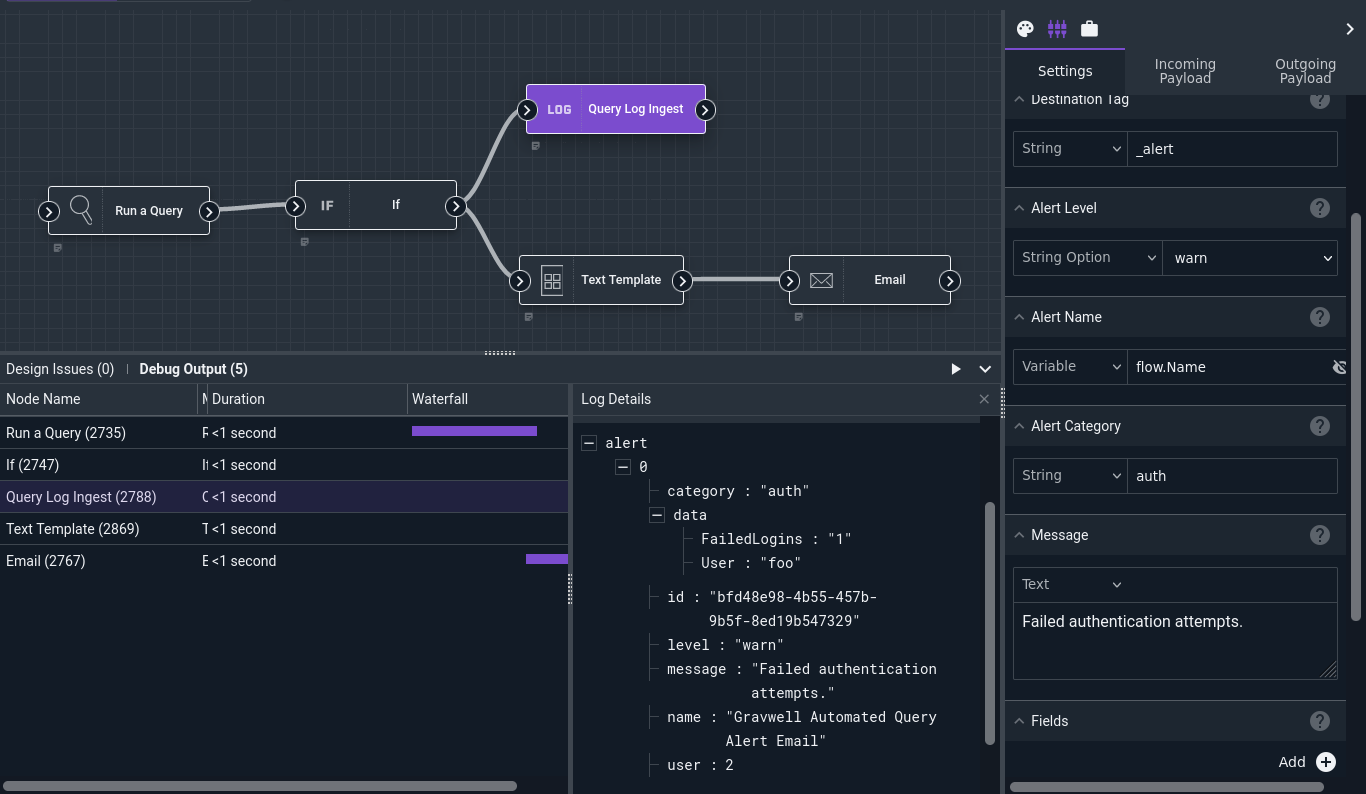 LOG
Query Log Ingest
Run a Query
IF
If
Text Template
Email
Design Issues (0)
Debug Output (5)
Node Name
Duration
Waterfall
Run a Query (2735)
<1 second
If (2747)
<1 second
Query Log Ingest (2788)
<1 second
Text Template (2869)
<1 second
Email (2767)
<1 second
Log Details
alert
0
category : "auth"
data
FailedLogins : "1"
User : "foo"
id : "bfd48e98-4b55-457b-
9b5f-8ed19b547329"
level : "warn"
message : "Failed authentication
attempts."
name : "Gravwell Automated Query
Alert Email"
user : 2
Settings
Incoming
Payload
Outgoing
Payload
Destination Tag
String
_alert
Alert Level
String Option
warn
Alert Name
Variable
flow.Name
Alert Category
String
auth
Message
Text
Failed authentication attempts.
Fields
Add